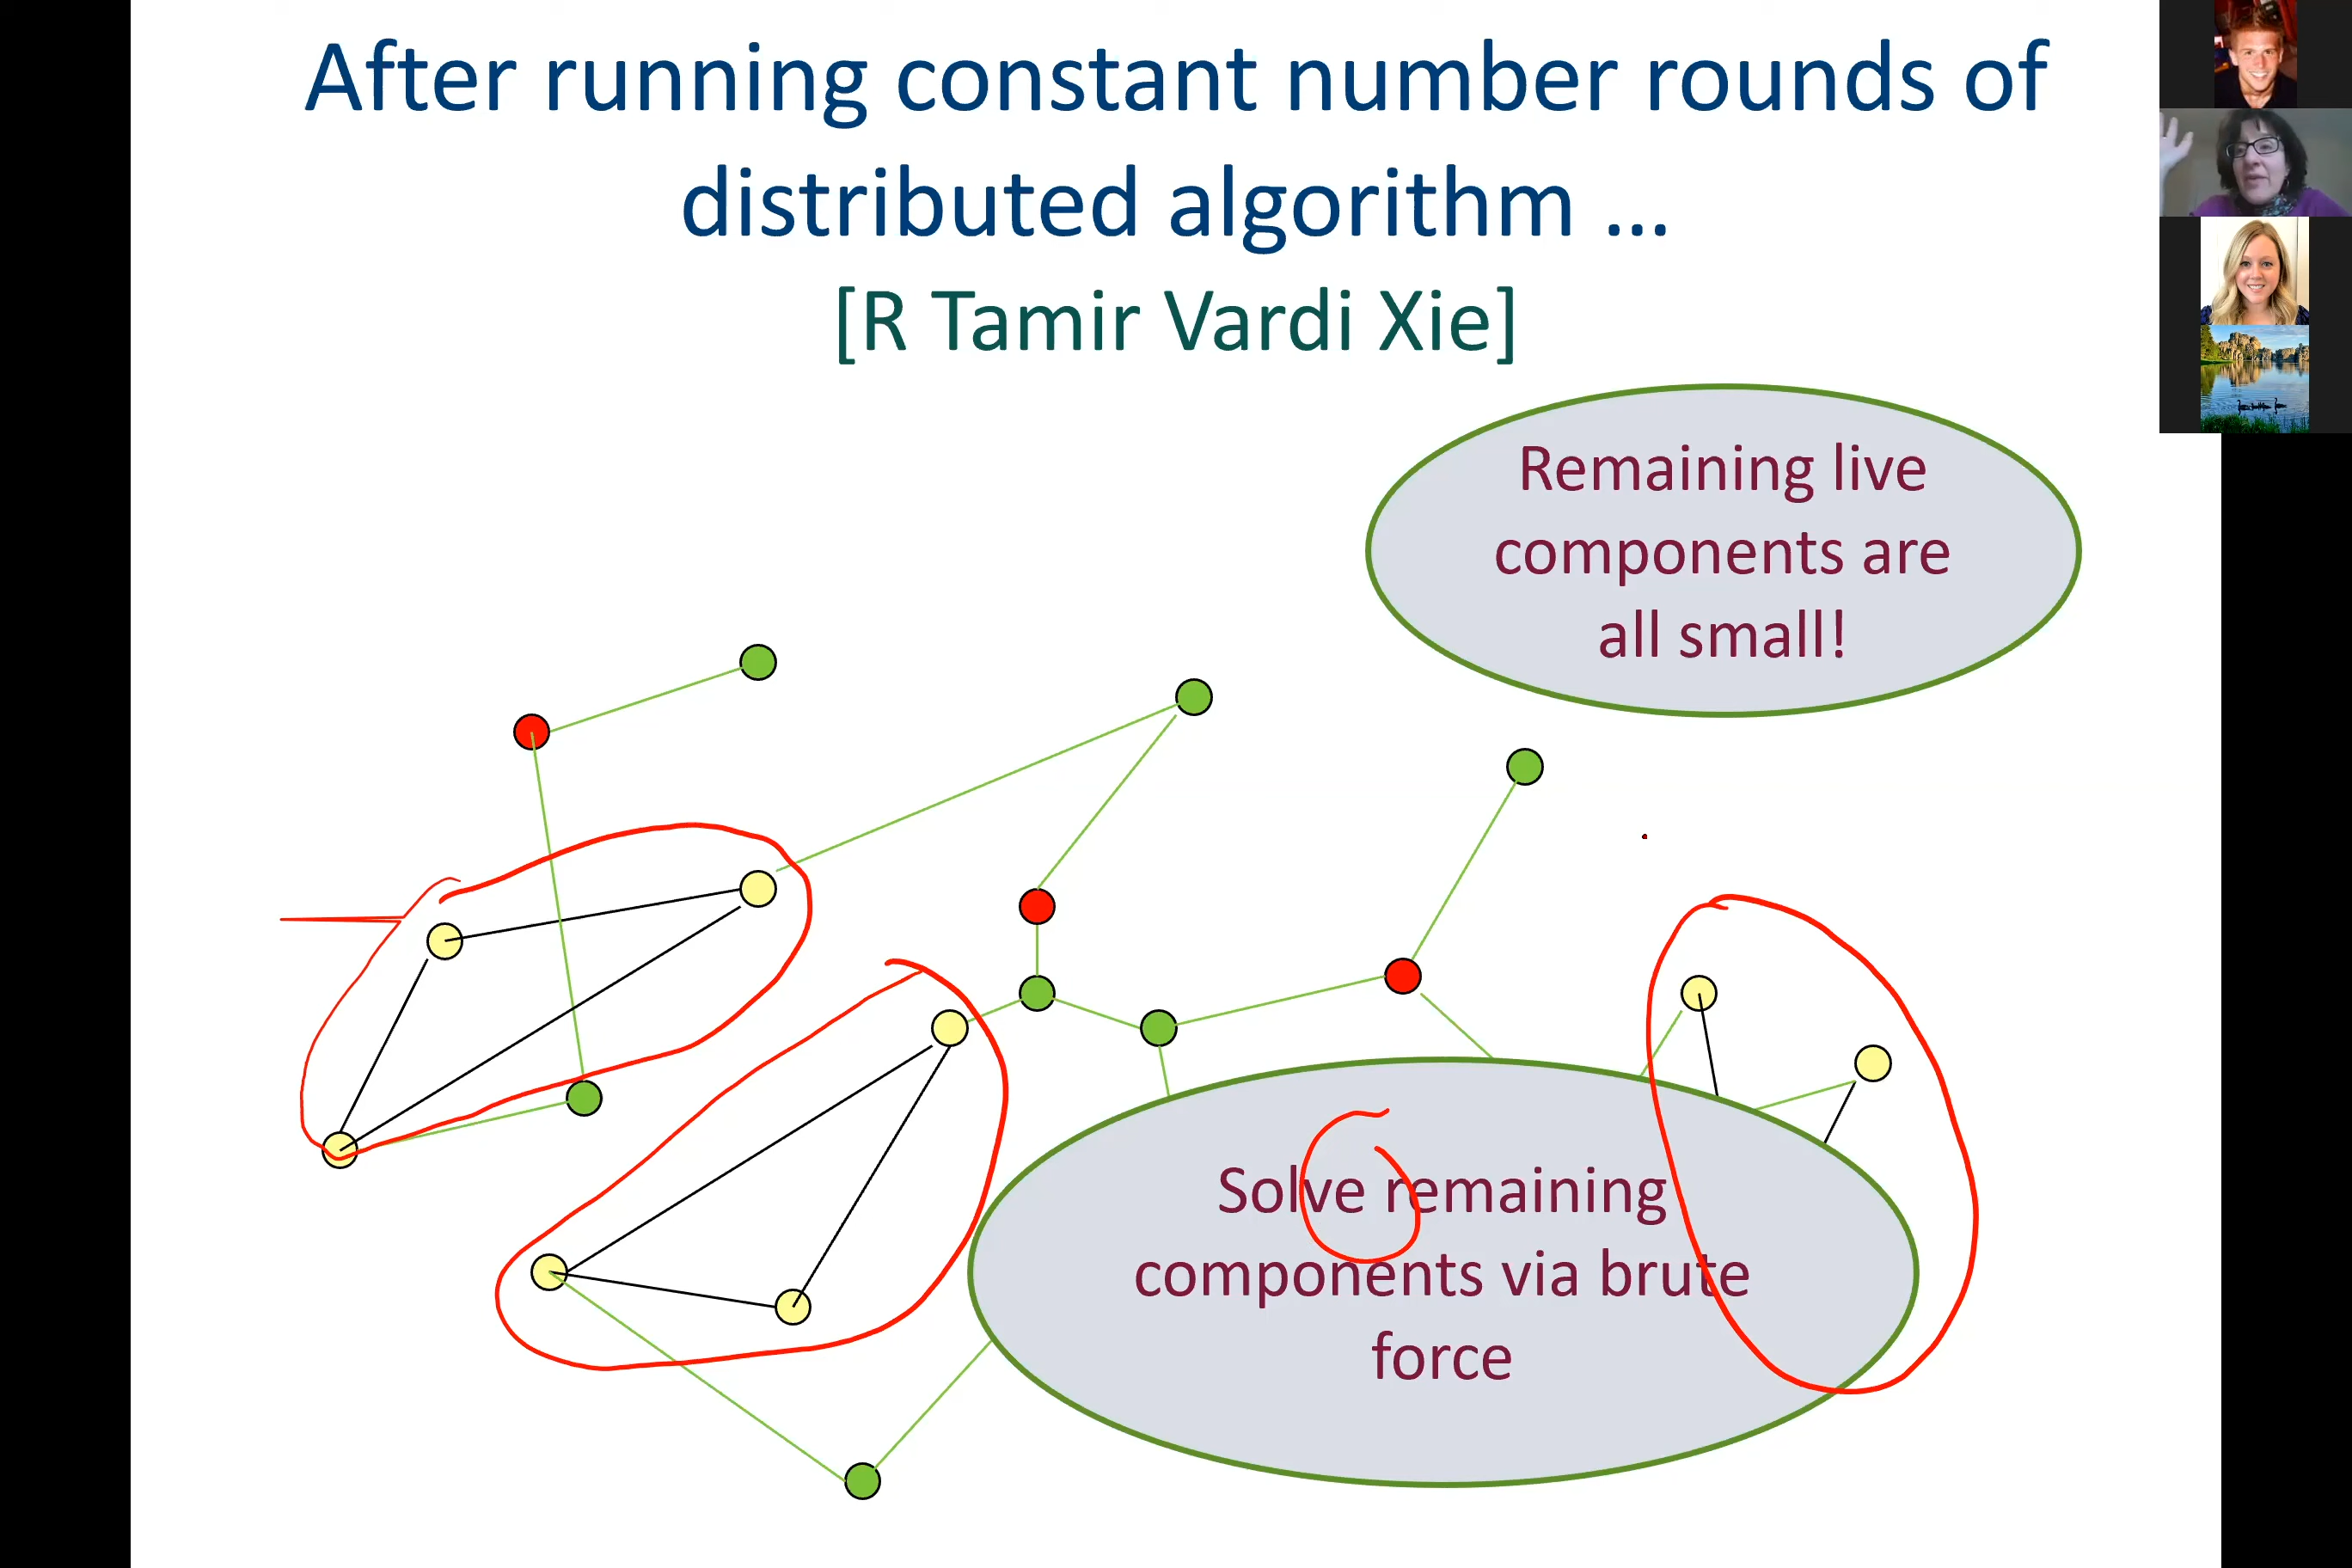 After running constant number rounds of
distributed algorithm ...
[R Tamir Vardi Xie]
Remaining live
components are
all small!
Solve remaining
components via brute
force